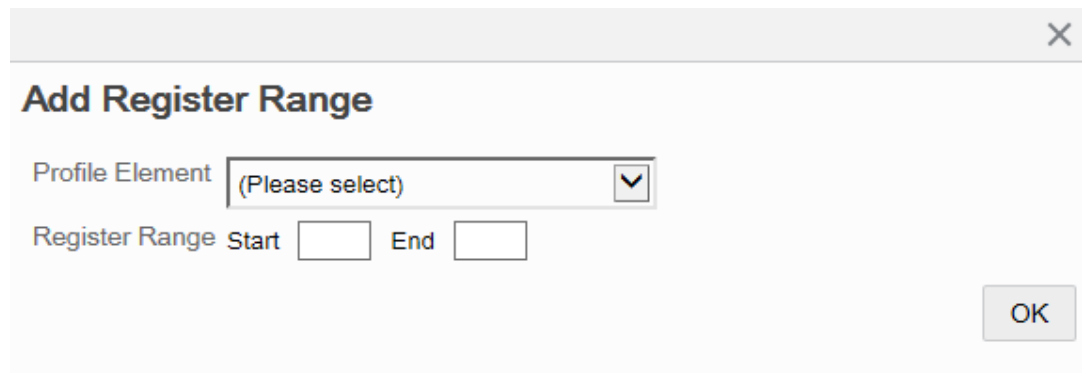 Add Register Range
Profile Element (Please select)
Register Range Start End
OK